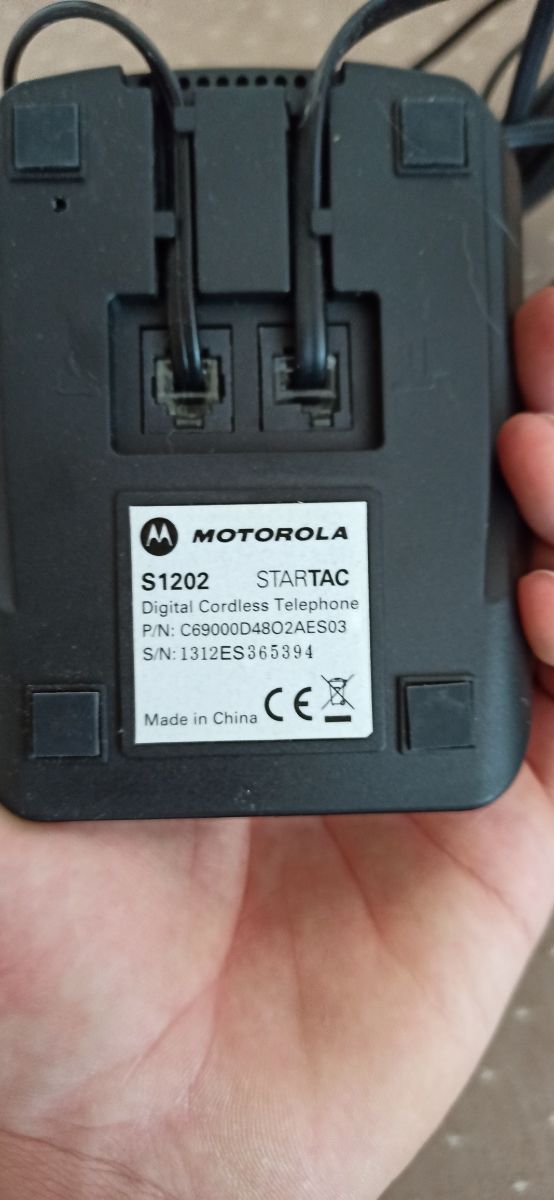 MOTOROLA
S1202 STARTAC
Digital Cordless Telephone
P/N: C69000D48O2AES03
S/N: 1312ES365394
Made in China CE